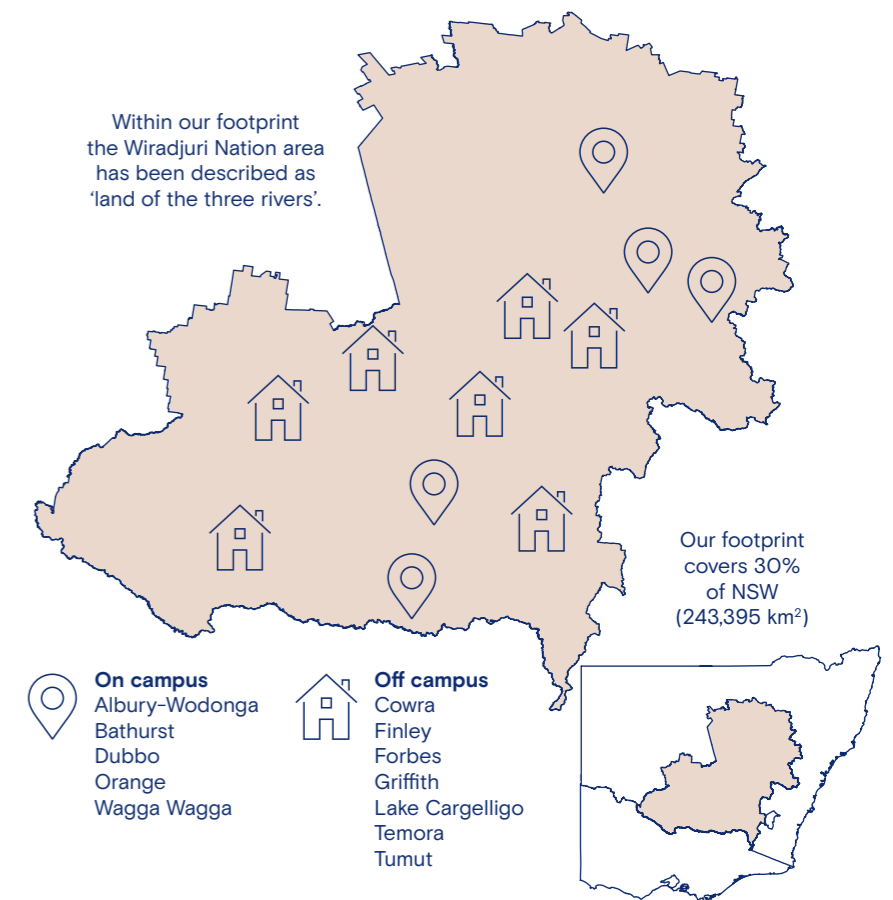 Within our footprint
the Wiradjuri Nation area
has been described as
‘land of the three rivers’.
Our footprint
covers 30%
of NSW
(243,395 km²)
On campus
Albury-Wodonga
Bathurst
Dubbo
Orange
Wagga Wagga
Off campus
Cowra
Finley
Forbes
Griffith
Lake Cargelligo
Temora
Tumut